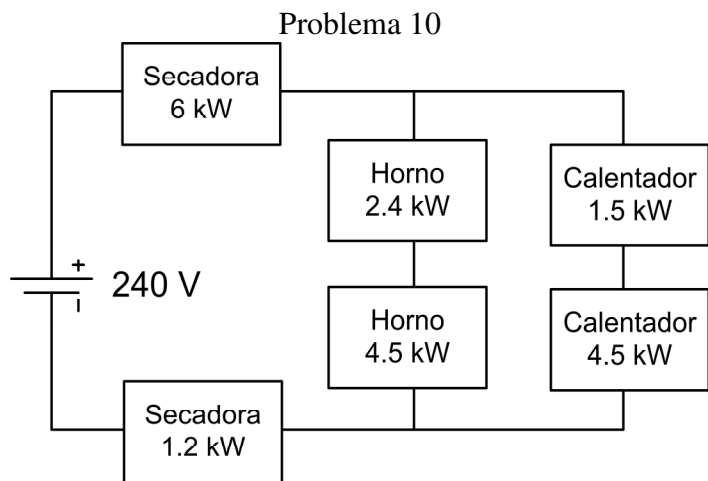 Problema 10
Secadora
6 kW
Horno
2.4 kW
Calentador
1.5 kW
+
240 V
Horno
4.5 kW
Calentador
4.5 kW
Secadora
1.2 kW